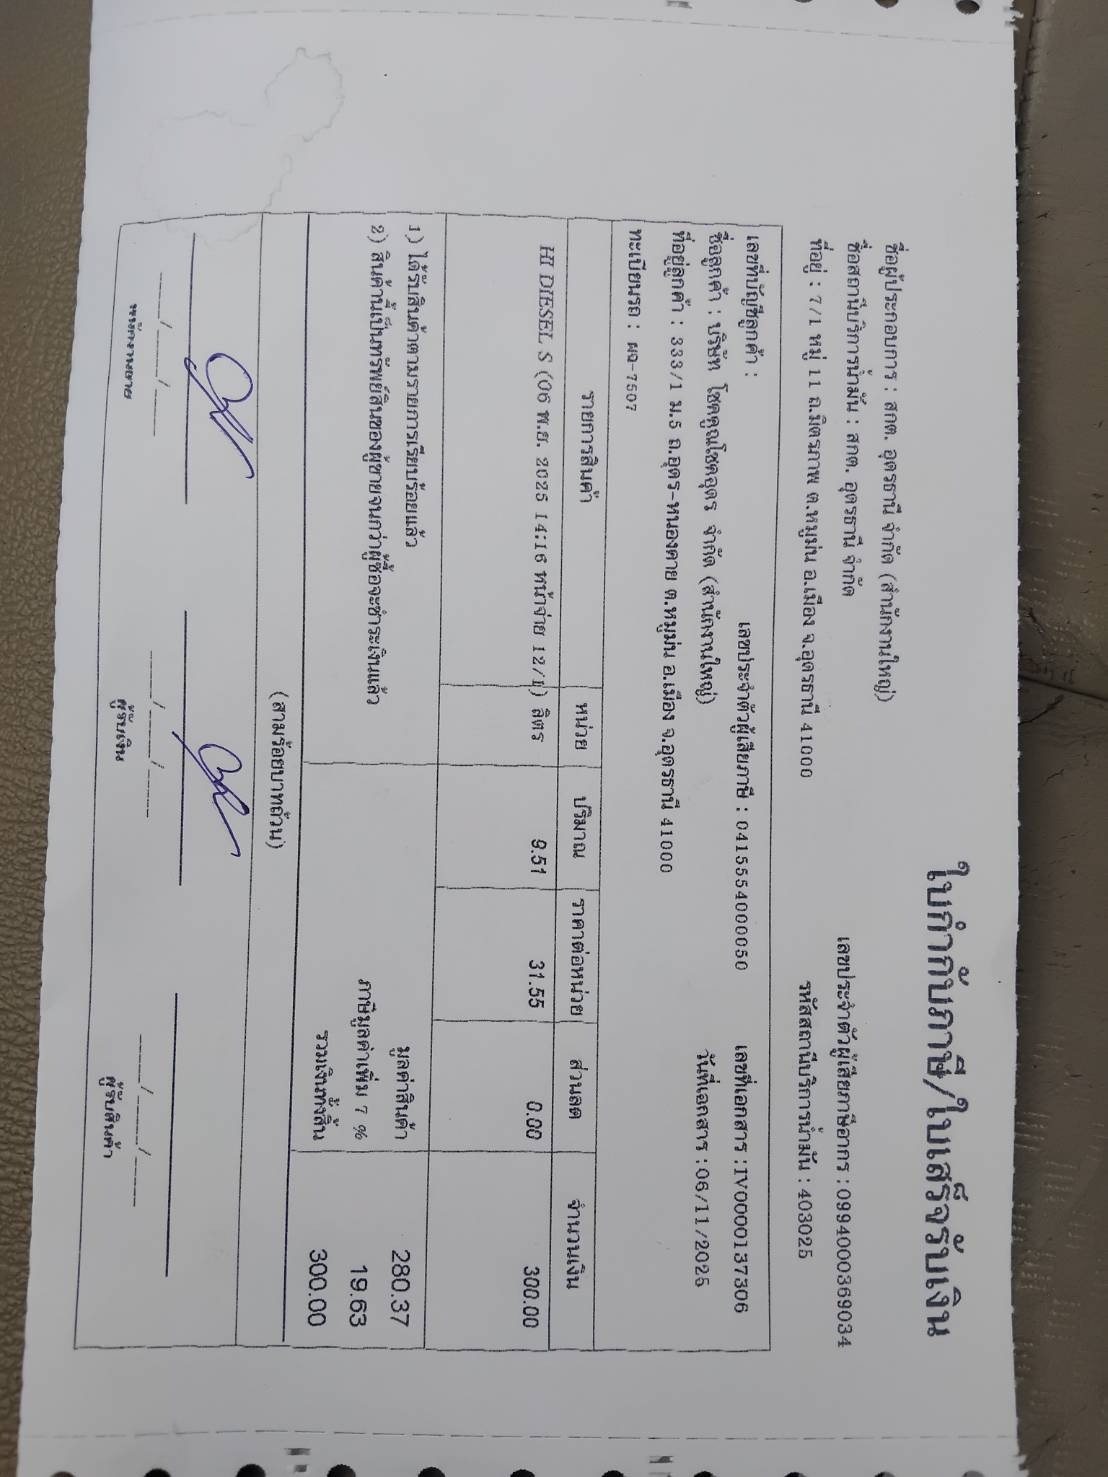 ใบกำกับภาษี/ใบเสร็จรับเงิน
ชื่อผู้ประกอบการ : สกต. อุดรธานี จำกัด (สำนักงานใหญ่)
เลขประจำตัวผู้เสียภาษีอากร : 0994000369034
ชื่อสถานีบริการน้ำมัน : สกต. อุดรธานี จำกัด
รหัสสถานีบริการน้ำมัน : 403025
ที่อยู่ : 7/1 หมู่ 11 ถ.มิตรภาพ ต.หมูม่น อ.เมือง จ.อุดรธานี 41000
เลขที่บัญชีลูกค้า : เลขประจำตัวผู้เสียภาษี : 0415554000050 เลขที่เอกสาร : IV0000137306
ชื่อลูกค้า : บริษัท โชคคูณโชคอุดร จำกัด (สำนักงานใหญ่) วันที่เอกสาร : 06/11/2025
ที่อยู่ลูกค้า : 333/1 ม.5 ถ.อุดร-หนองคาย ต.หมูม่น อ.เมือง จ.อุดรธานี 41000
ทะเบียนรถ : ผฉ-7507
รายการสินค้า หน่วย ปริมาณ ราคาต่อหน่วย ส่วนลด จำนวนเงิน
HI DIESEL S (06 พ.ย. 2025 14:16 หน้าจ่าย 12/1) ลิตร 9.51 31.55 0.00 300.00
1) ได้รับสินค้าตามรายการเรียบร้อยแล้ว มูลค่าสินค้า 280.37
2) สินค้านี้เป็นทรัพย์สินของผู้ขายจนกว่าผู้ซื้อจะชำระเงินแล้ว ภาษีมูลค่าเพิ่ม 7 % 19.63
รวมเงินทั้งสิ้น 300.00
(สามร้อยบาทถ้วน)
____/____/____ ____/____/____ ____/____/____
พนักงานขาย ผู้รับเงิน ผู้รับสินค้า